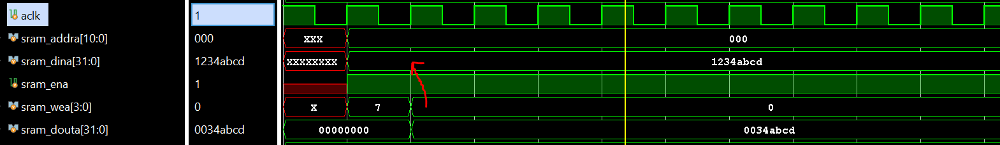 aclk 1
sram_addra[10:0] 000 XXX 000
sram_dina[31:0] 1234abcd XXXXXXXX 1234abcd
sram_ena 1
sram_wea[3:0] 0 X 7 0
sram_douta[31:0] 0034abcd 00000000 0034abcd